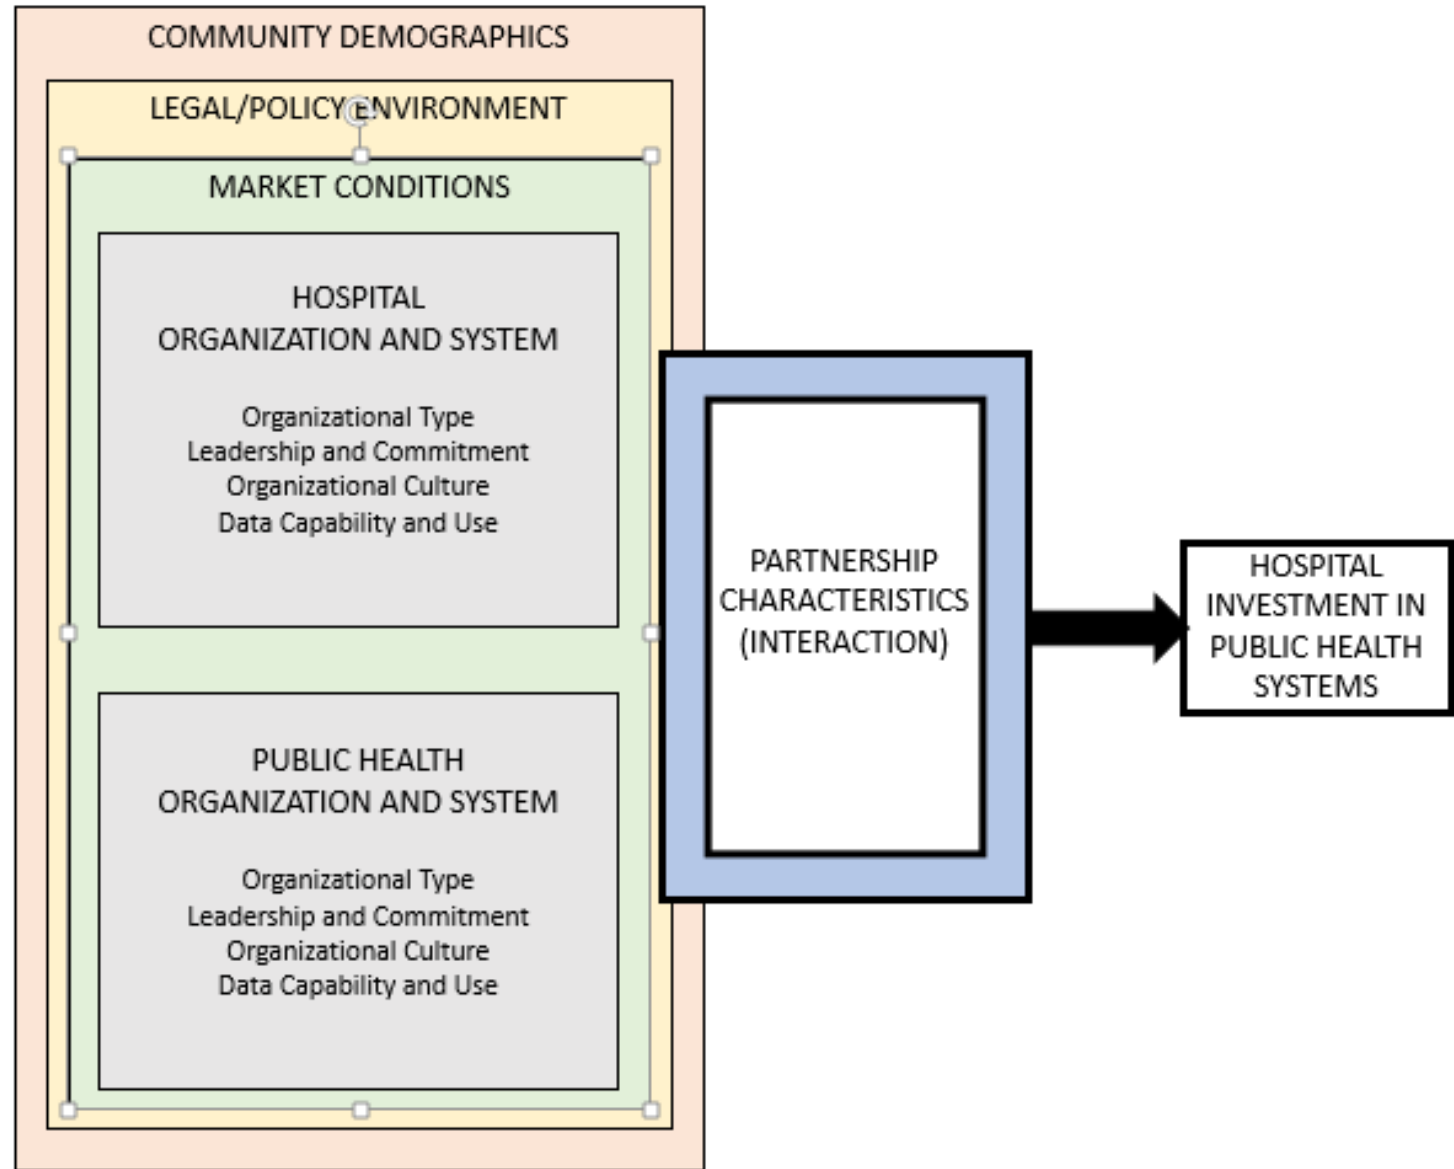 COMMUNITY DEMOGRAPHICS
LEGAL/POLICY ENVIRONMENT
MARKET CONDITIONS
HOSPITAL
ORGANIZATION AND SYSTEM
Organizational Type
Leadership and Commitment
Organizational Culture
Data Capability and Use
PUBLIC HEALTH
ORGANIZATION AND SYSTEM
Organizational Type
Leadership and Commitment
Organizational Culture
Data Capability and Use
PARTNERSHIP
CHARACTERISTICS
(INTERACTION)
HOSPITAL
INVESTMENT IN
PUBLIC HEALTH
SYSTEMS